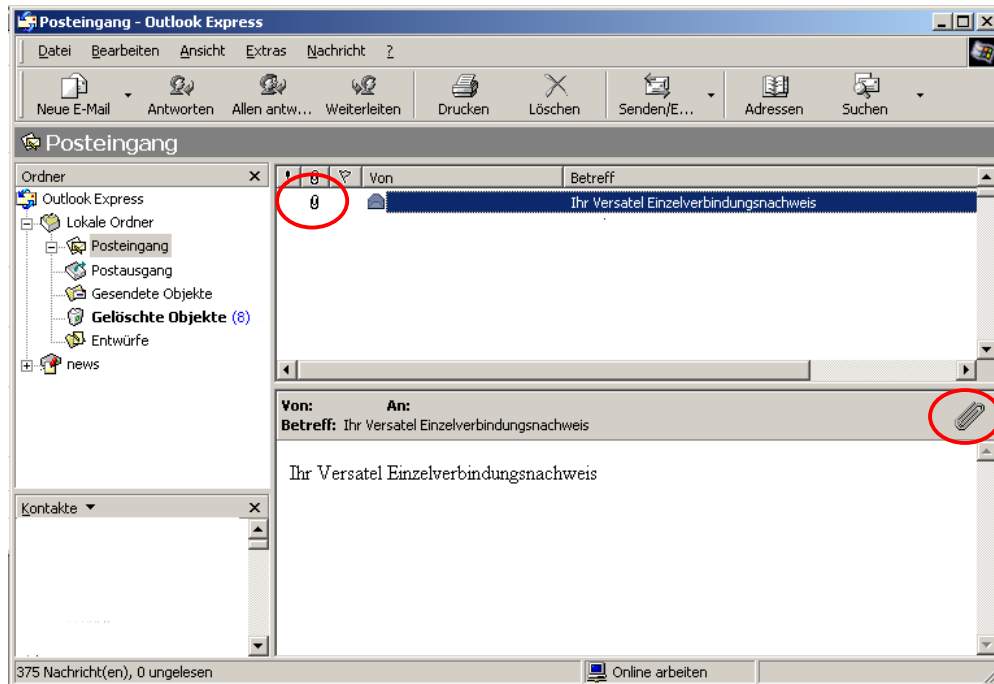 Posteingang - Outlook Express
Datei Bearbeiten Ansicht Extras Nachricht ?
Neue E-Mail Antworten Allen antw... Weiterleiten Drucken Löschen Senden/E... Adressen Suchen
Posteingang
Ordner
Outlook Express
Lokale Ordner
Posteingang
Postausgang
Gesendete Objekte
Gelöschte Objekte (8)
Entwürfe
news
Kontakte
! Von Betreff
Ihr Versatel Einzelverbindungsnachweis
Von: An:
Betreff: Ihr Versatel Einzelverbindungsnachweis
Ihr Versatel Einzelverbindungsnachweis
375 Nachricht(en), 0 ungelesen Online arbeiten